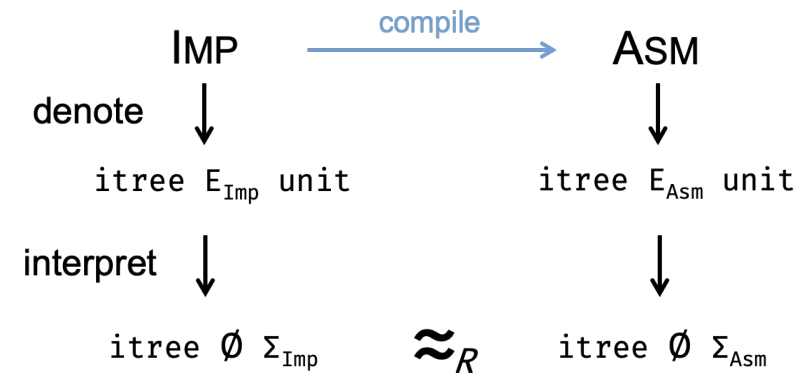 compile
IMP ASM
denote
itree E_Imp unit itree E_Asm unit
interpret
itree Ø Σ_Imp ≈_R itree Ø Σ_Asm